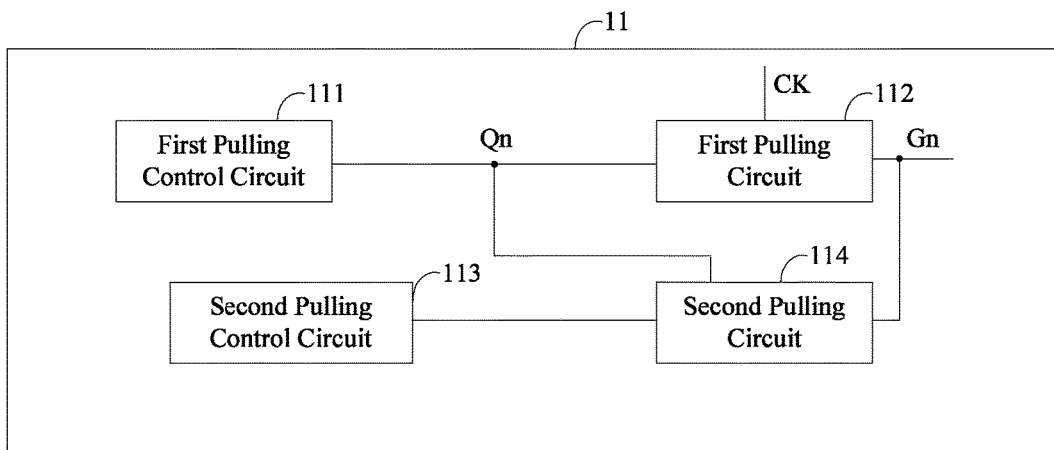 11
111
CK
112
First Pulling
Control Circuit
Qn
First Pulling
Circuit
Gn
113
114
Second Pulling
Control Circuit
Second Pulling
Circuit